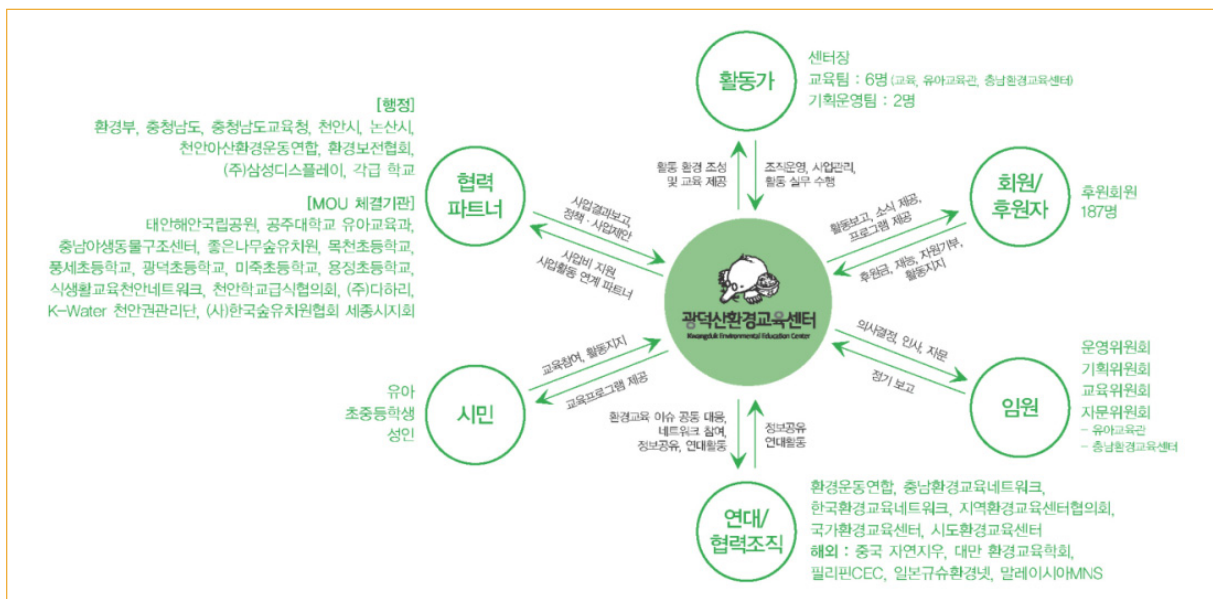 활동가
센터장
교육팀 : 6명 (교육, 유아교육관, 충남환경교육센터)
기획운영팀 : 2명
[행정]
환경부, 충청남도, 충청남도교육청, 천안시, 논산시,
천안아산환경운동연합, 환경보전협회,
(주)삼성디스플레이, 각급 학교
[MOU 체결기관]
태안해안국립공원, 공주대학교 유아교육과,
충남야생동물구조센터, 좋은나무숲유치원, 목천초등학교,
풍세초등학교, 광덕초등학교, 미죽초등학교, 용정초등학교,
식생활교육천안네트워크, 천안학교급식협의회, (주)다하리,
K-Water 천안권관리단, (사)한국숲유치원협회 세종시지회
협력
파트너
활동 환경 조성
및 교육 제공
조직운영, 사업관리,
활동 실무 수행
회원/
후원자
후원회원
187명
사업결과보고,
정책·사업제안
사업비 지원,
사업활동 연계 파트너
활동보고, 소식 제공,
프로그램 제공
후원금, 재능, 자원기부,
활동지지
광덕산환경교육센터
Kwangduk Environmental Education Center
교육참여, 활동지지
교육프로그램 제공
의사결정, 인사, 자문
정기 보고
유아
초중등학생
성인
시민
임원
운영위원회
기획위원회
교육위원회
자문위원회
- 유아교육관
- 충남환경교육센터
환경교육 이슈 공동 대응,
네트워크 참여,
정보공유, 연대활동
정보공유
연대활동
연대/
협력조직
환경운동연합, 충남환경교육네트워크,
한국환경교육네트워크, 지역환경교육센터협의회,
국가환경교육센터, 시도환경교육센터
해외 : 중국 자연지우, 대만 환경교육학회,
필리핀CEC, 일본규슈환경넷, 말레이시아MNS